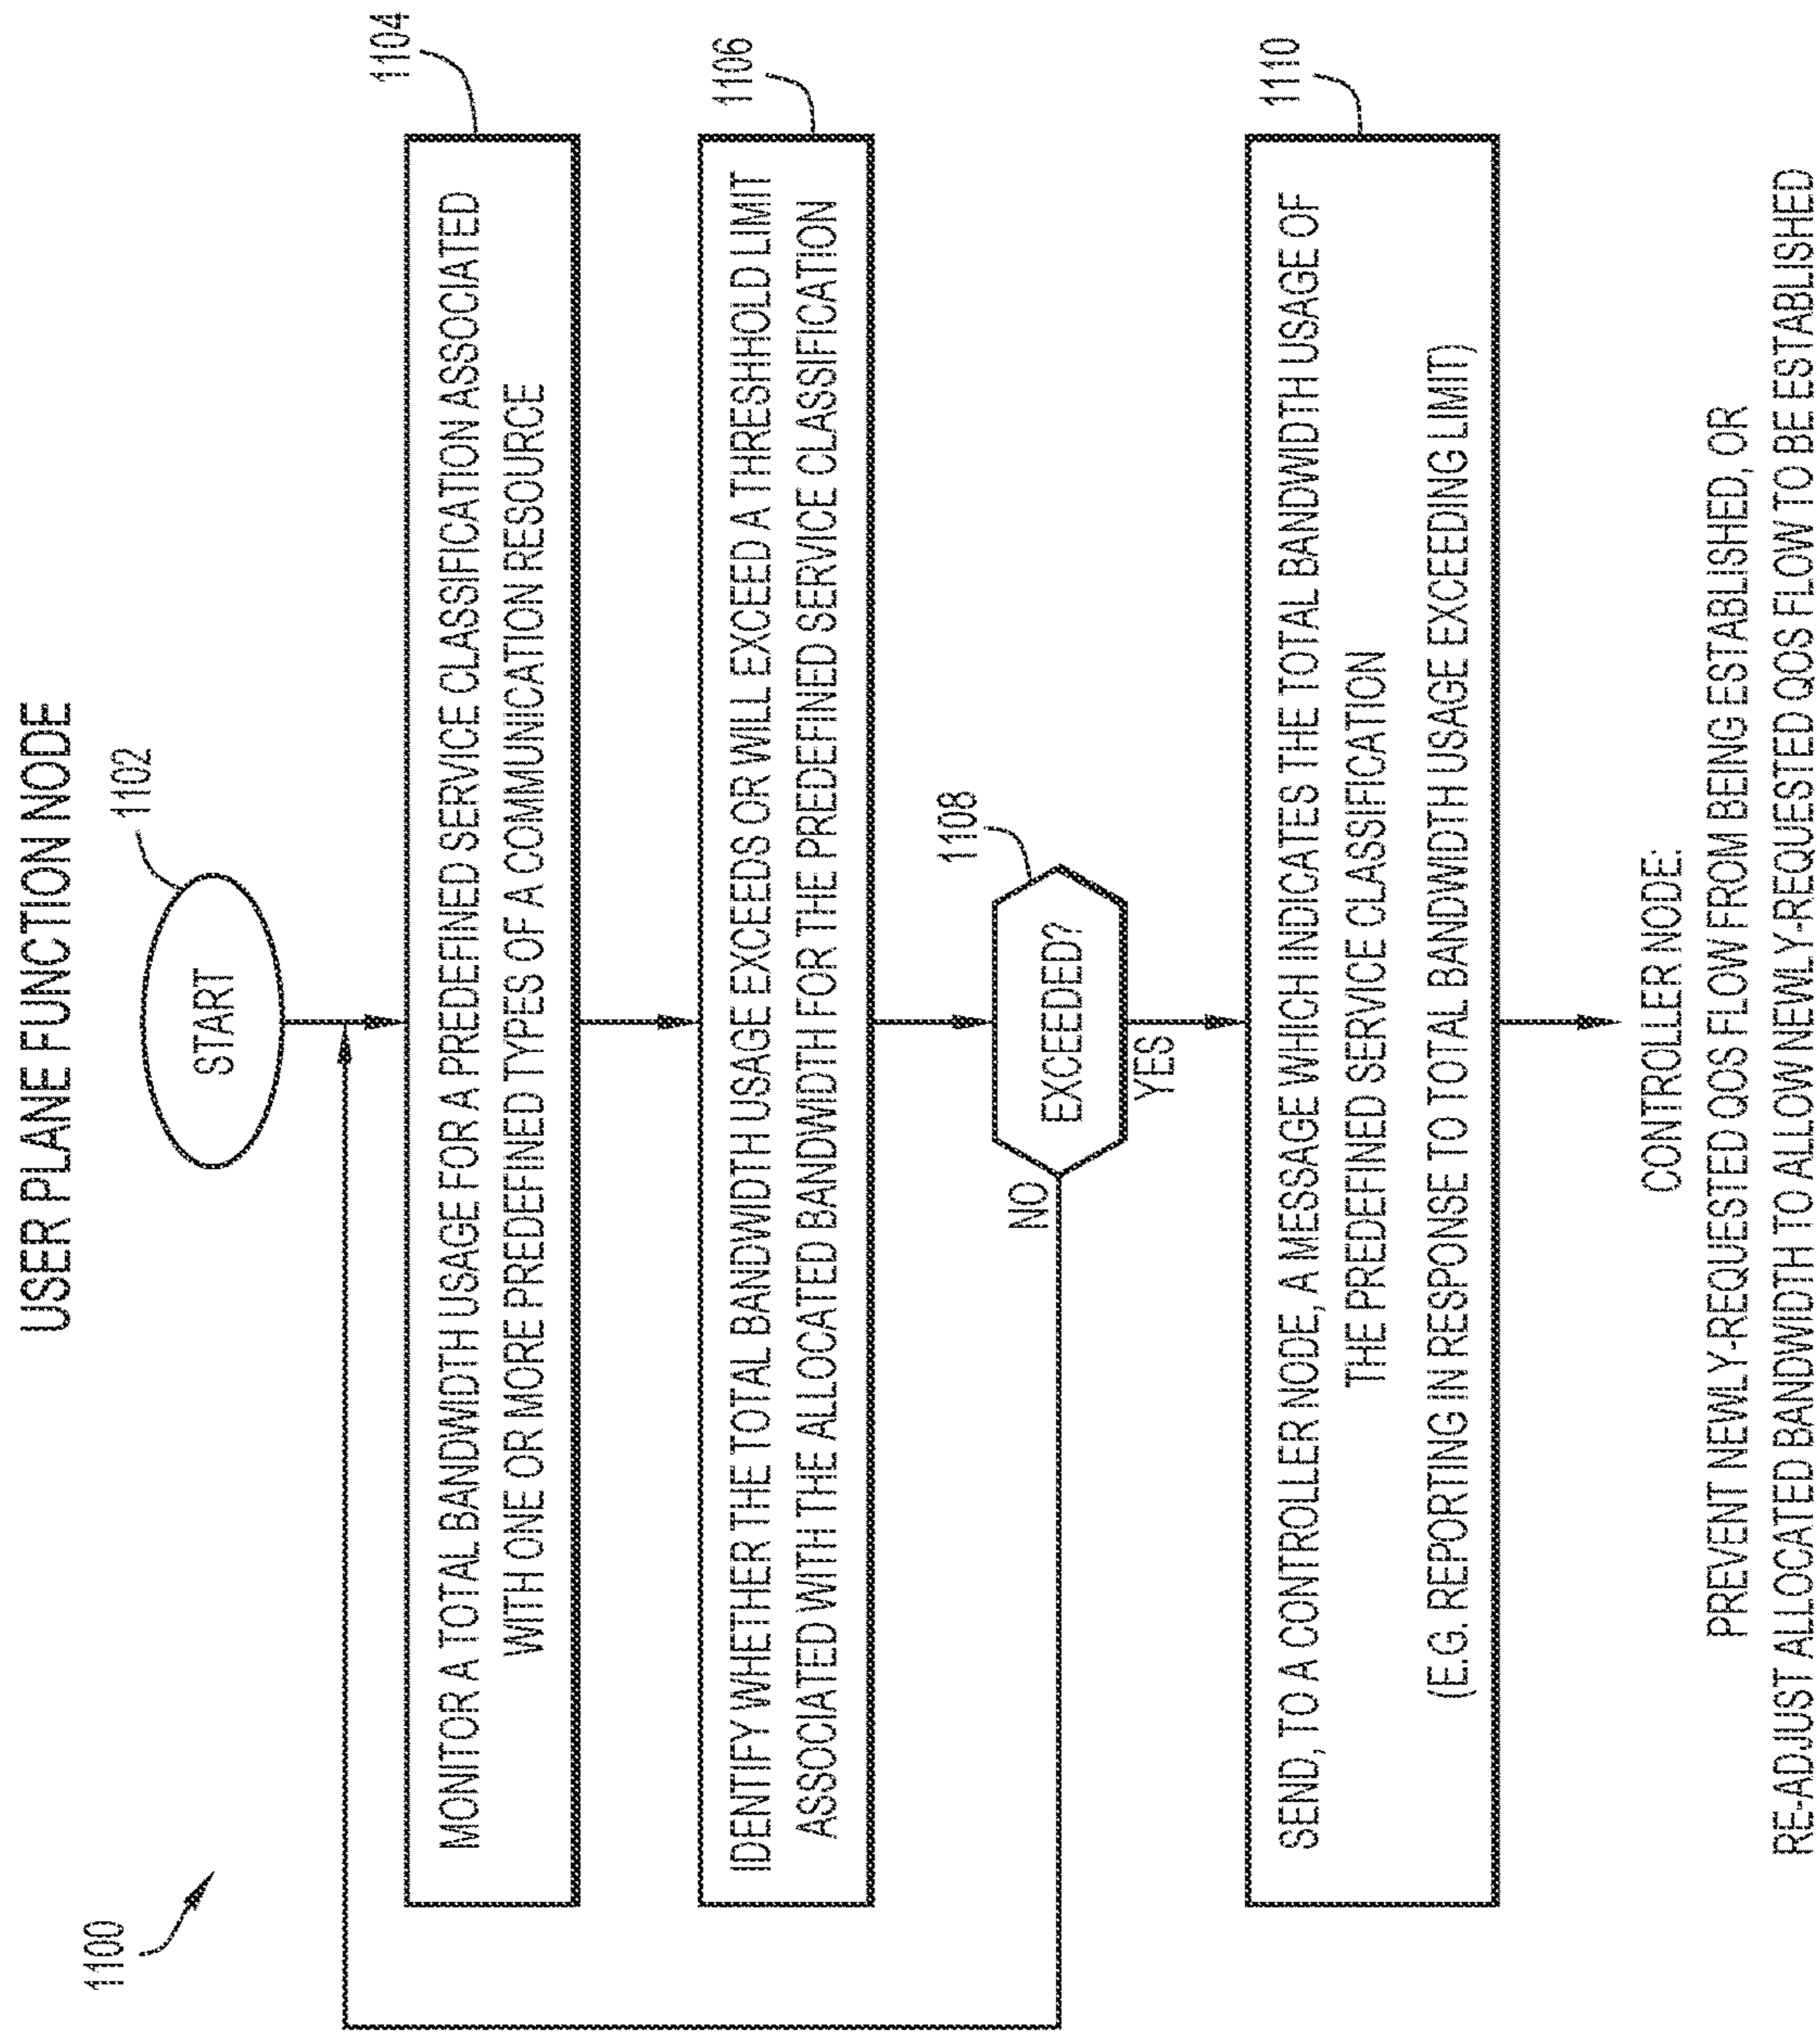 USER PLANE FUNCTION NODE
1100
1102
START
1104
MONITOR A TOTAL BANDWIDTH USAGE FOR A PREDEFINED SERVICE CLASSIFICATION ASSOCIATED
WITH ONE OR MORE PREDEFINED TYPES OF A COMMUNICATION RESOURCE
1106
IDENTIFY WHETHER THE TOTAL BANDWIDTH USAGE EXCEEDS OR WILL EXCEED A THRESHHOLD LIMIT
ASSOCIATED WITH THE ALLOCATED BANDWIDTH FOR THE PREDEFINED SERVICE CLASSIFICATION
1108
EXCEEDED?
NO
YES
1110
SEND, TO A CONTROLLER NODE, A MESSAGE WHICH INDICATES THE TOTAL BANDWIDTH USAGE OF
THE PREDEFINED SERVICE CLASSIFICATION
(E.G. REPORTING IN RESPONSE TO TOTAL BANDWIDTH USAGE EXCEEDING LIMIT)
CONTROLLER NODE:
PREVENT NEWLY-REQUESTED QOS FLOW FROM BEING ESTABLISHED, OR
RE-ADJUST ALLOCATED BANDWIDTH TO ALLOW NEWLY-REQUESTED QOS FLOW TO BE ESTABLISHED